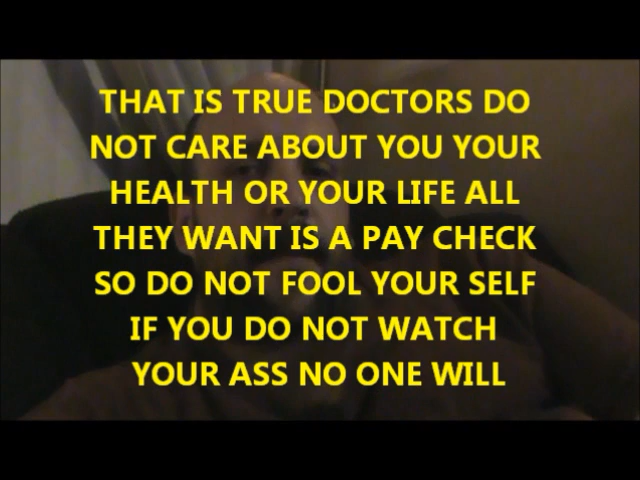 THAT IS TRUE DOCTORS DO
NOT CARE ABOUT YOU YOUR
HEALTH OR YOUR LIFE ALL
THEY WANT IS A PAY CHECK
SO DO NOT FOOL YOUR SELF
IF YOU DO NOT WATCH
YOUR ASS NO ONE WILL